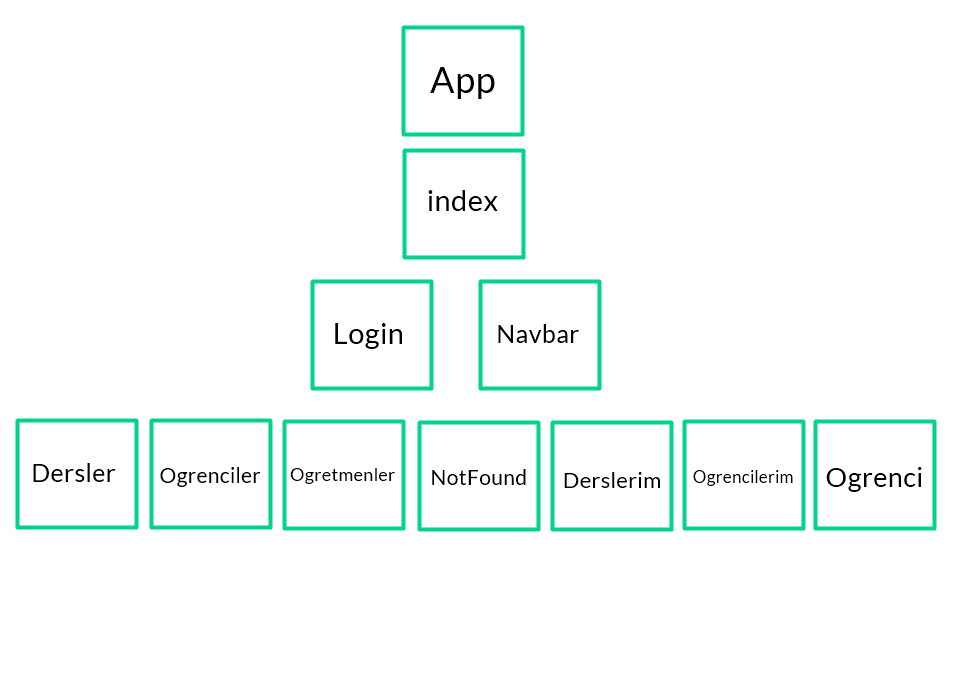 App
index
Login
Navbar
Dersler
Ogrenciler
Ogretmenler
NotFound
Derslerim
Ogrencilerim
Ogrenci